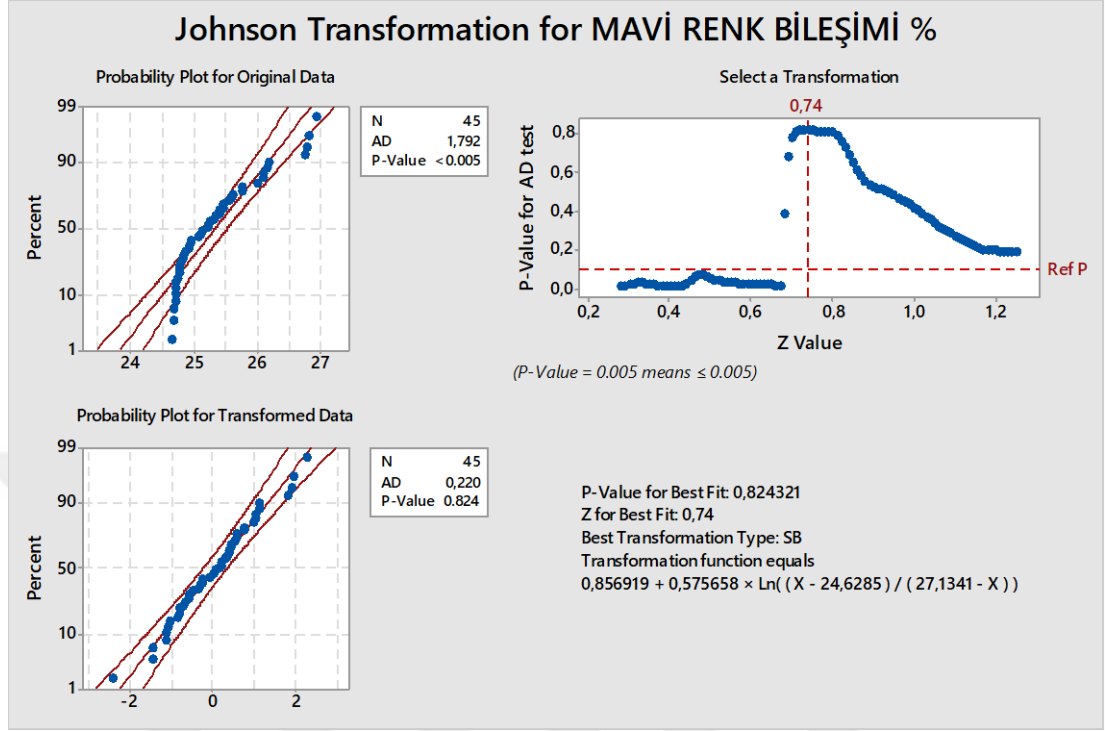 Johnson Transformation for MAVİ RENK BİLEŞİMİ %
Probability Plot for Original Data
99
90
50
10
1
Percent
24
25
26
27
N 45
AD 1,792
P-Value <0.005
Select a Transformation
0,74
0,8
0,6
0,4
0,2
0,0
P-Value for AD test
Ref P
0,2
0,4
0,6
0,8
1,0
1,2
Z Value
(P-Value = 0.005 means ≤ 0.005)
Probability Plot for Transformed Data
99
90
50
10
1
Percent
-2
0
2
N 45
AD 0,220
P-Value 0.824
P-Value for Best Fit: 0,824321
Z for Best Fit: 0,74
Best Transformation Type: SB
Transformation function equals
0,856919 + 0,575658 × Ln( ( X - 24,6285 ) / ( 27,1341 - X ) )